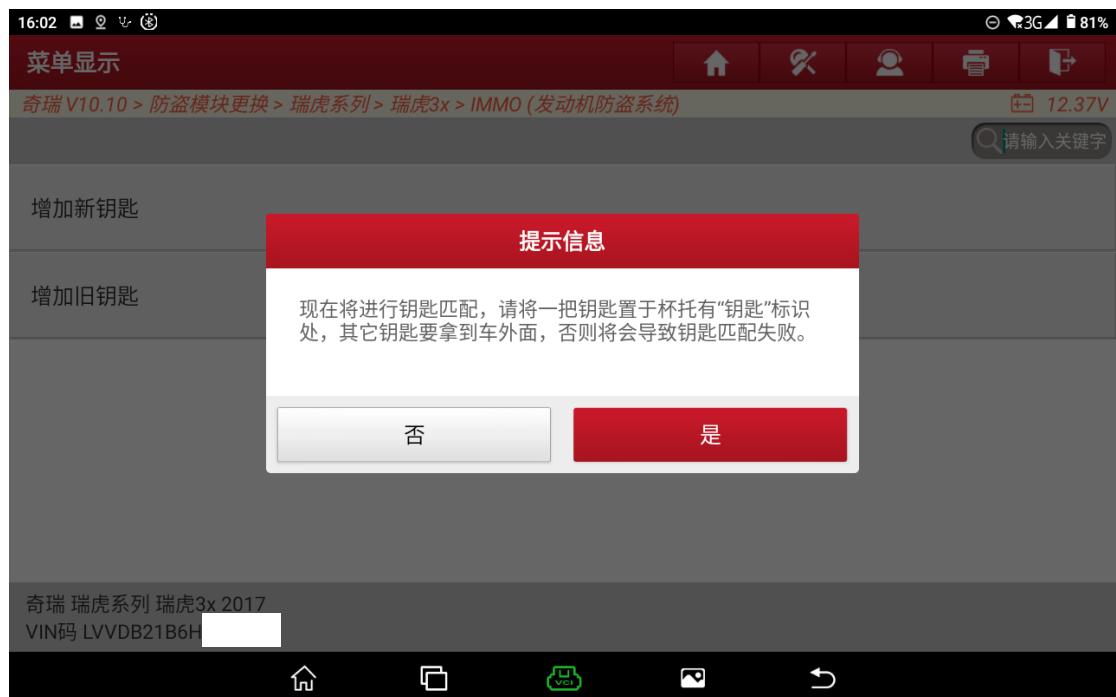 16:02
3G 81%
菜单显示
奇瑞 V10.10 > 防盗模块更换 > 瑞虎系列 > 瑞虎3x > IMMO (发动机防盗系统)
12.37V
请输入关键字
增加新钥匙
提示信息
增加旧钥匙
现在将进行钥匙匹配，请将一把钥匙置于杯托有“钥匙”标识
处，其它钥匙要拿到车外面，否则将会导致钥匙匹配失败。
否
是
奇瑞 瑞虎系列 瑞虎3x 2017
VIN码 LVVDB21B6H
VCI